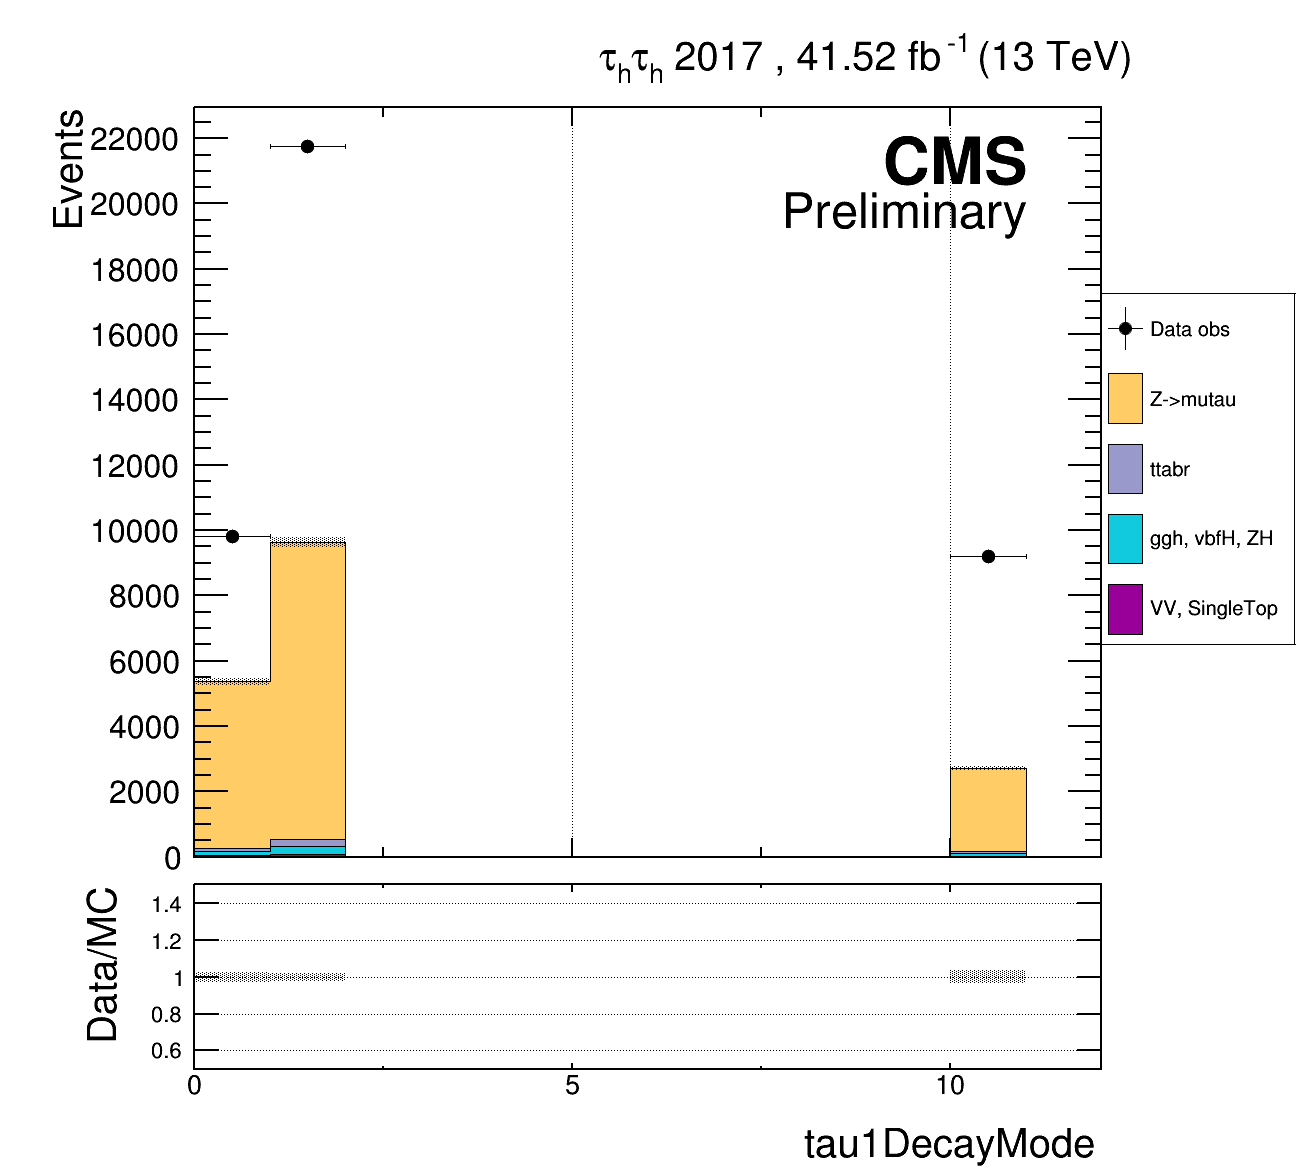 τhτh 2017 , 41.52 fb-1 (13 TeV)
Events
22000
20000
18000
16000
14000
12000
10000
8000
6000
4000
2000
0
CMS
Preliminary
Data obs
Z->mutau
ttabr
ggh, vbfH, ZH
VV, SingleTop
Data/MC
1.4
1.2
1
0.8
0.6
0 5 10
tau1DecayMode